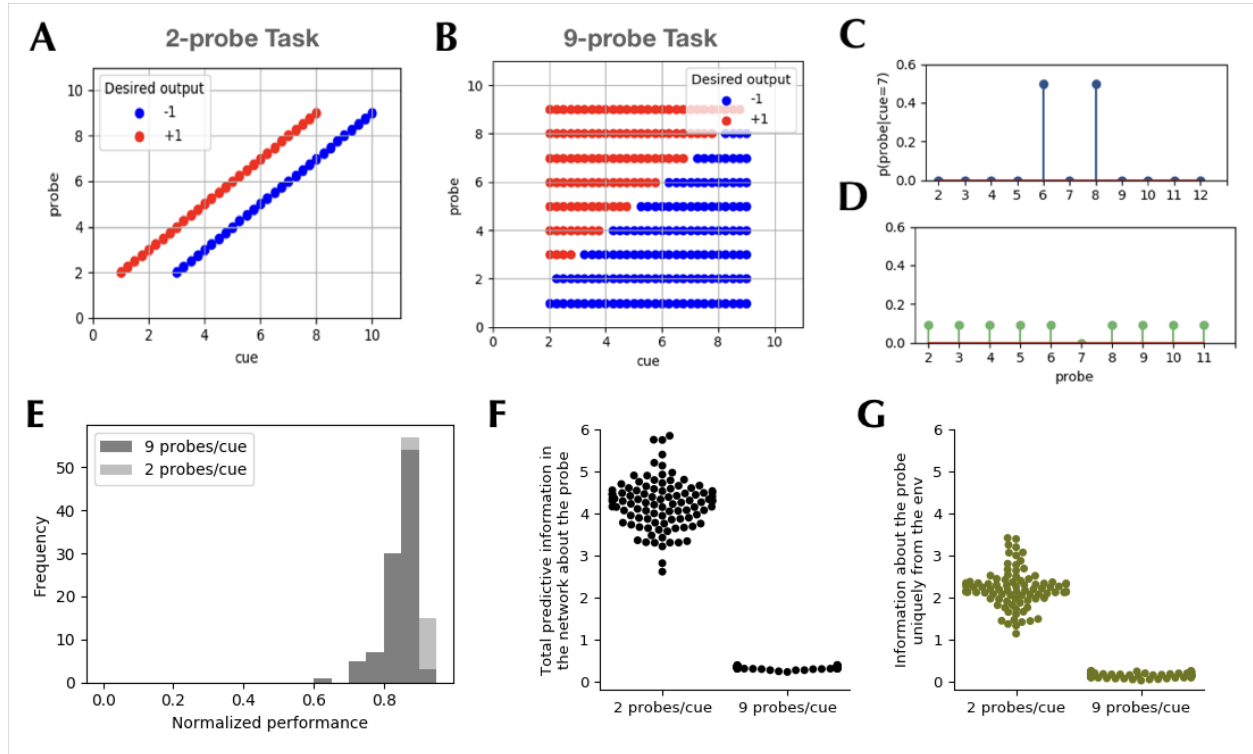 A
2-probe Task
Desired output
-1
+1
probe
10
8
6
4
2
0
0
2
4
6
8
10
cue
B
9-probe Task
Desired output
-1
+1
probe
10
8
6
4
2
0
0
2
4
6
8
10
cue
C
p(probe|cue=7)
0.6
0.4
0.2
0.0
2 3 4 5 6 7 8 9 10 11 12
D
0.6
0.4
0.2
0.0
2 3 4 5 6 7 8 9 10 11
probe
E
9 probes/cue
2 probes/cue
Frequency
50
40
30
20
10
0
0.0 0.2 0.4 0.6 0.8
Normalized performance
F
Total predictive information in
the network about the probe
6
5
4
3
2
1
0
2 probes/cue 9 probes/cue
G
Information about the probe
uniquely from the env
6
5
4
3
2
1
0
2 probes/cue 9 probes/cue